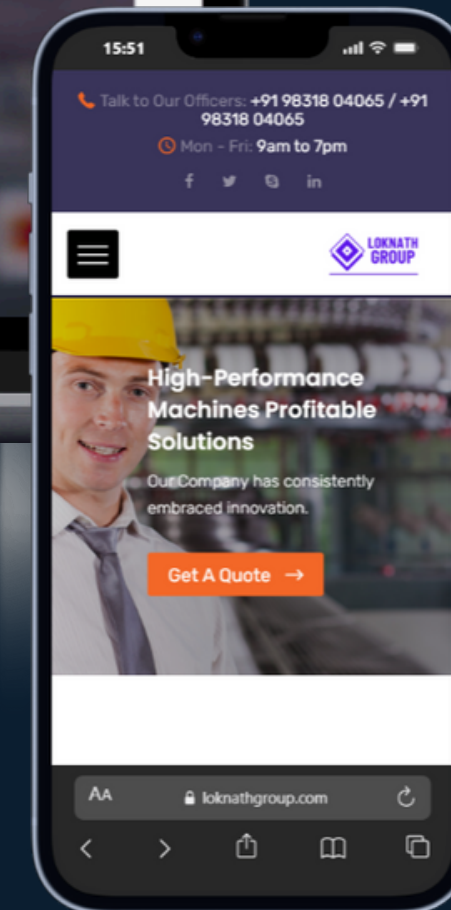 15:51
Talk to Our Officers: +91 98318 04065 / +91
98318 04065
Mon - Fri: 9am to 7pm
f in
LOKNATH
GROUP
High-Performance
Machines Profitable
Solutions
Our Company has consistently
embraced innovation.
Get A Quote →
AA loknathgroup.com